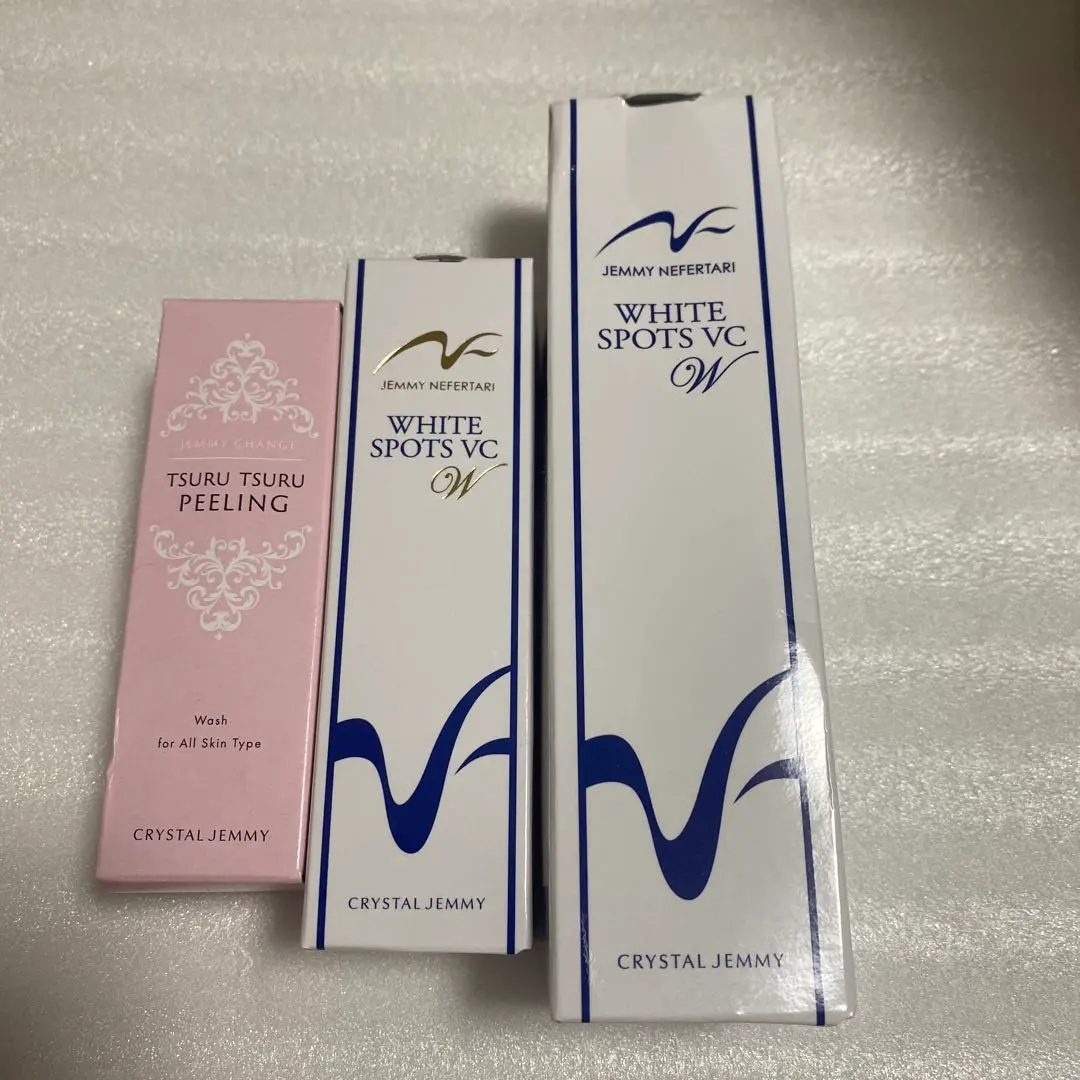 JEMMY CHANGE
TSURU TSURU
PEELING
Wash
for All Skin Type
CRYSTAL JEMMY
JEMMY NEFERTARI
WHITE
SPOTS VC
W
CRYSTAL JEMMY
JEMMY NEFERTARI
WHITE
SPOTS VC
W
CRYSTAL JEMMY